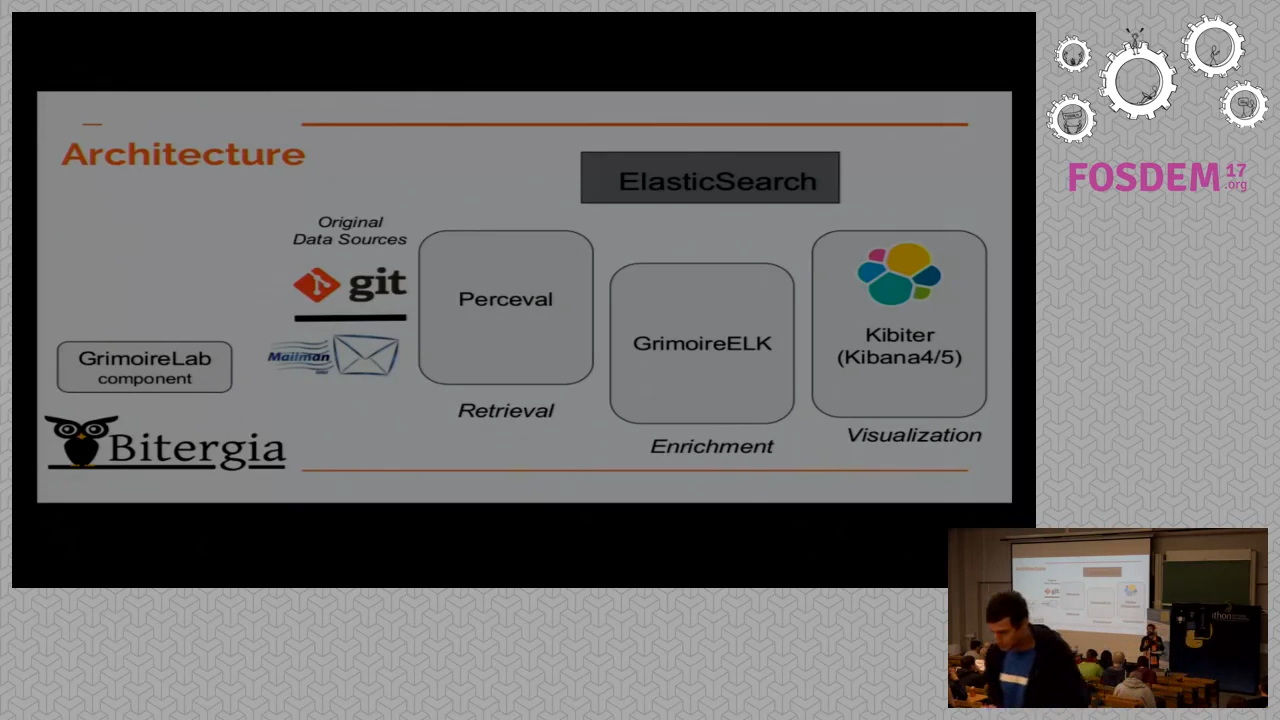 Architecture
ElasticSearch
Original
Data Sources
git
Mailman
GrimoireLab
component
Bitergia
Perceval
Retrieval
GrimoireELK
Enrichment
Kibiter
(Kibana4/5)
Visualization
FOSDEM 17
.org